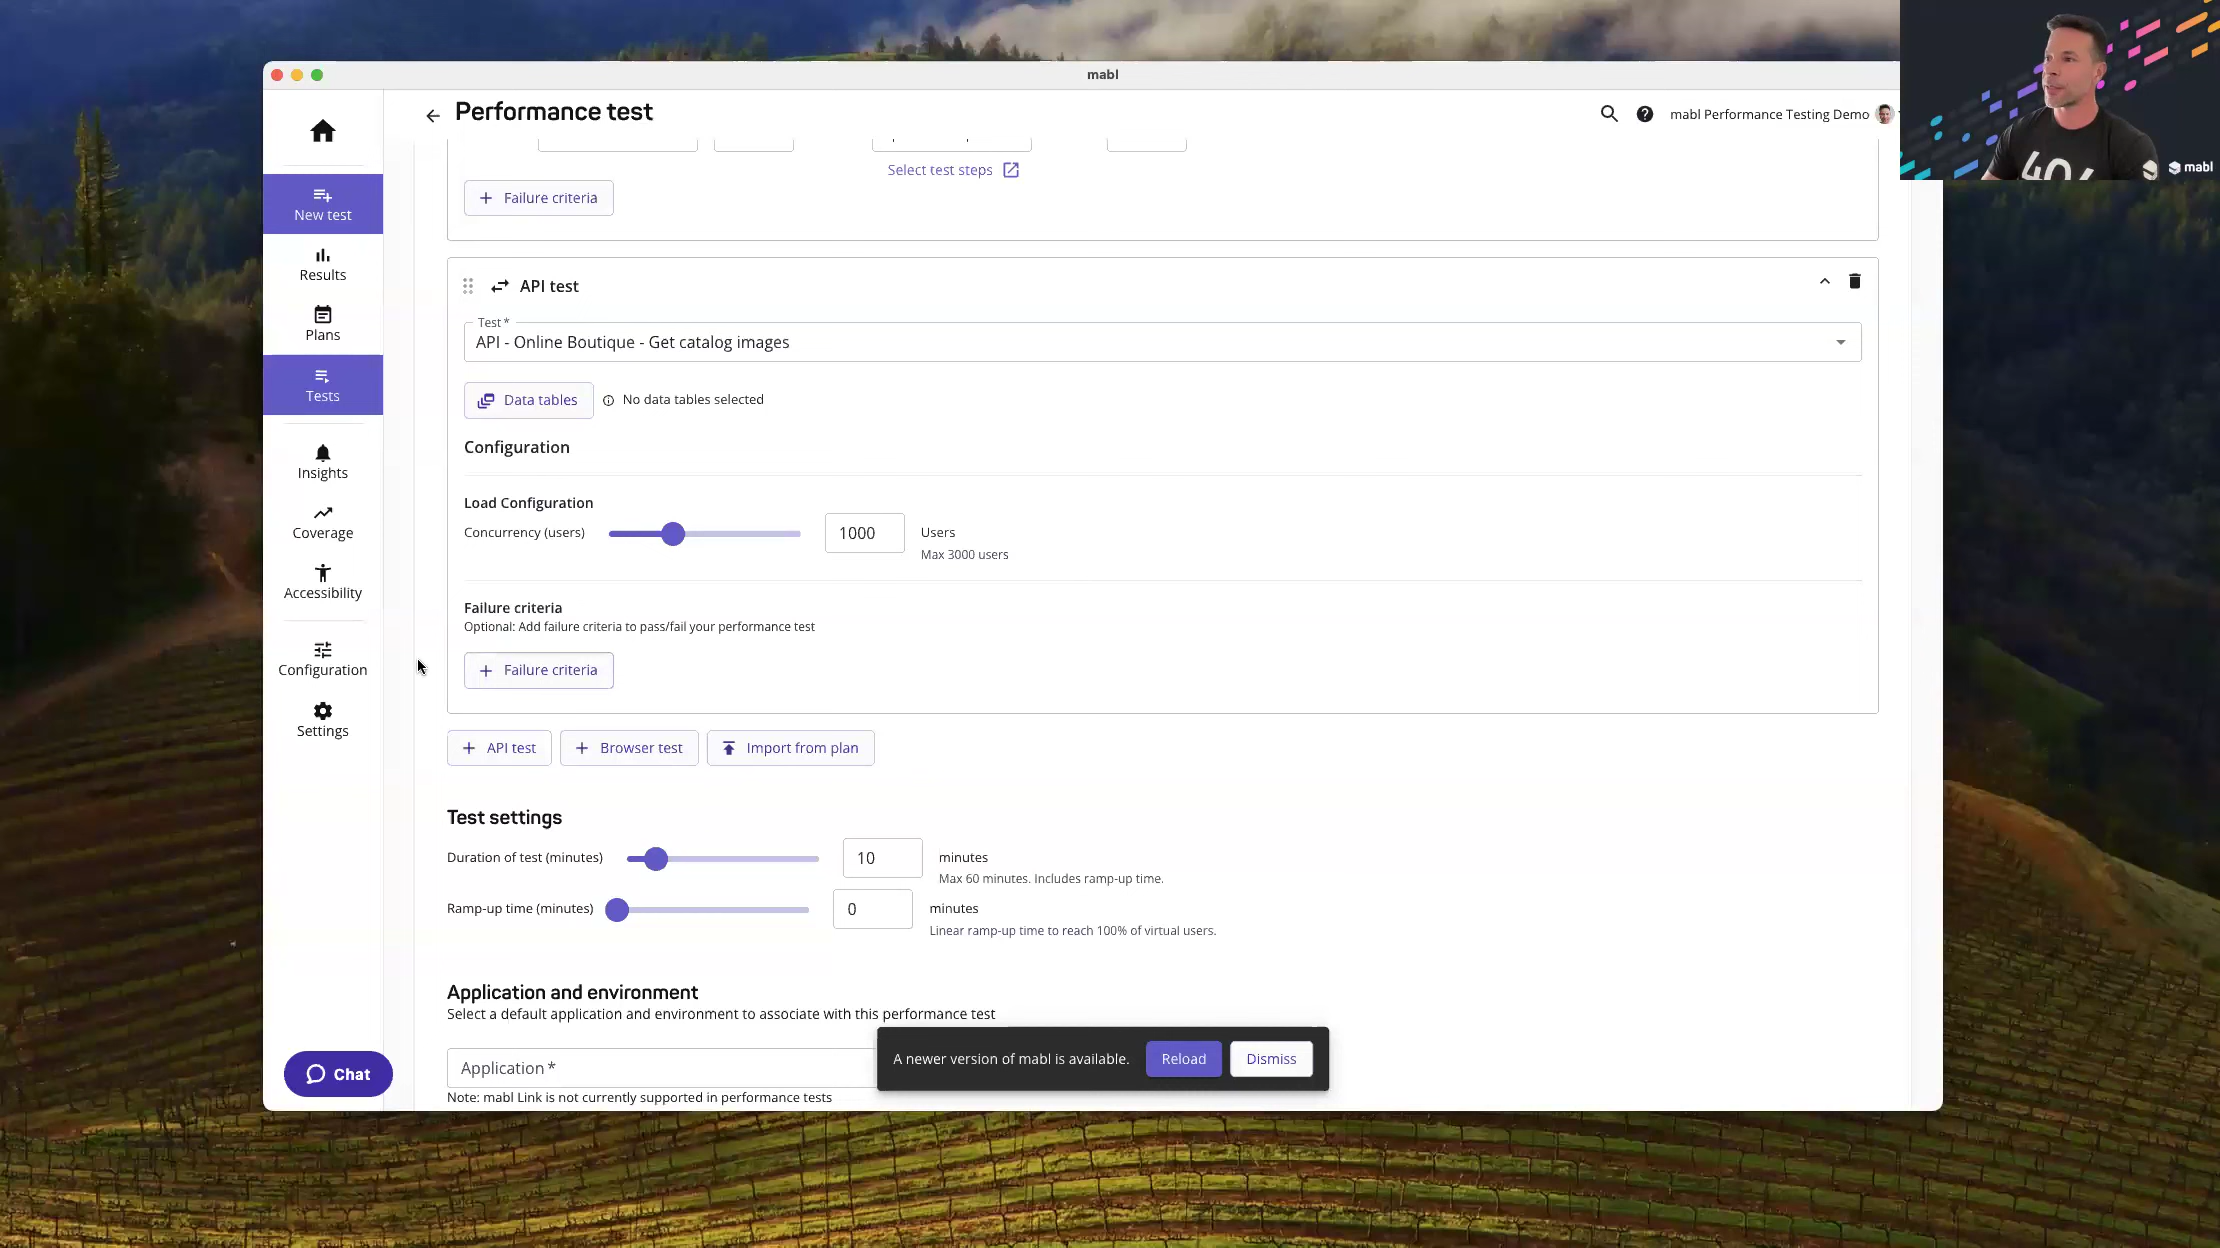 mabl
Performance test
mabl Performance Testing Demo
mabl
Select test steps
New test
Failure criteria
Results
API test
Test *
API - Online Boutique - Get catalog images
Plans
Data tables
No data tables selected
Tests
Configuration
Insights
Load Configuration
Concurrency (users)
1000
Users
Max 3000 users
Coverage
Accessibility
Failure criteria
Optional: Add failure criteria to pass/fail your performance test
Configuration
Failure criteria
Settings
API test
Browser test
Import from plan
Test settings
Duration of test (minutes)
10
minutes
Max 60 minutes. Includes ramp-up time.
Ramp-up time (minutes)
0
minutes
Linear ramp-up time to reach 100% of virtual users.
Application and environment
Select a default application and environment to associate with this performance test
A newer version of mabl is available.
Reload
Dismiss
Application *
Chat
Note: mabl Link is not currently supported in performance tests